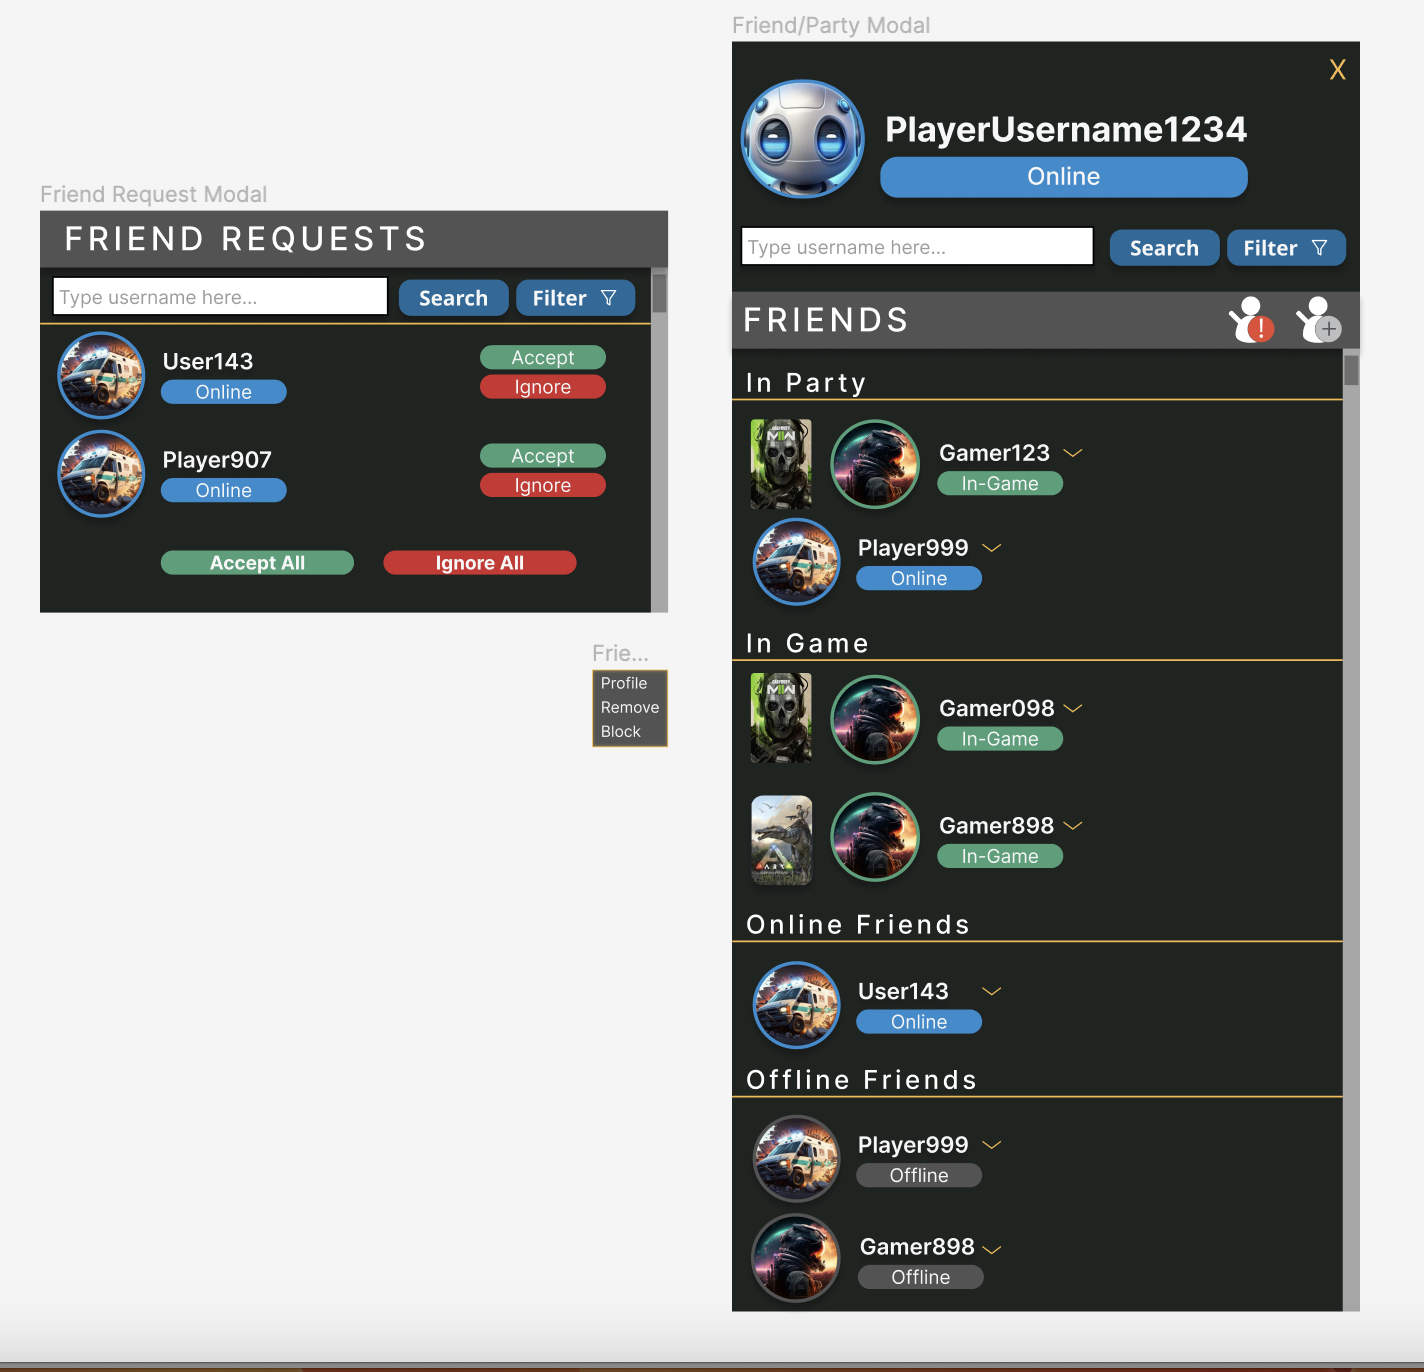 Friend Request Modal
FRIEND REQUESTS
Type username here...
Search
Filter
User143
Online
Accept
Ignore
Player907
Online
Accept
Ignore
Accept All
Ignore All
Frie...
Profile
Remove
Block
Friend/Party Modal
X
PlayerUsername1234
Online
Type username here...
Search
Filter
FRIENDS
!
+
In Party
MW
Gamer123
In-Game
Player999
Online
In Game
MW
Gamer098
In-Game
ARK
Gamer898
In-Game
Online Friends
User143
Online
Offline Friends
Player999
Offline
Gamer898
Offline